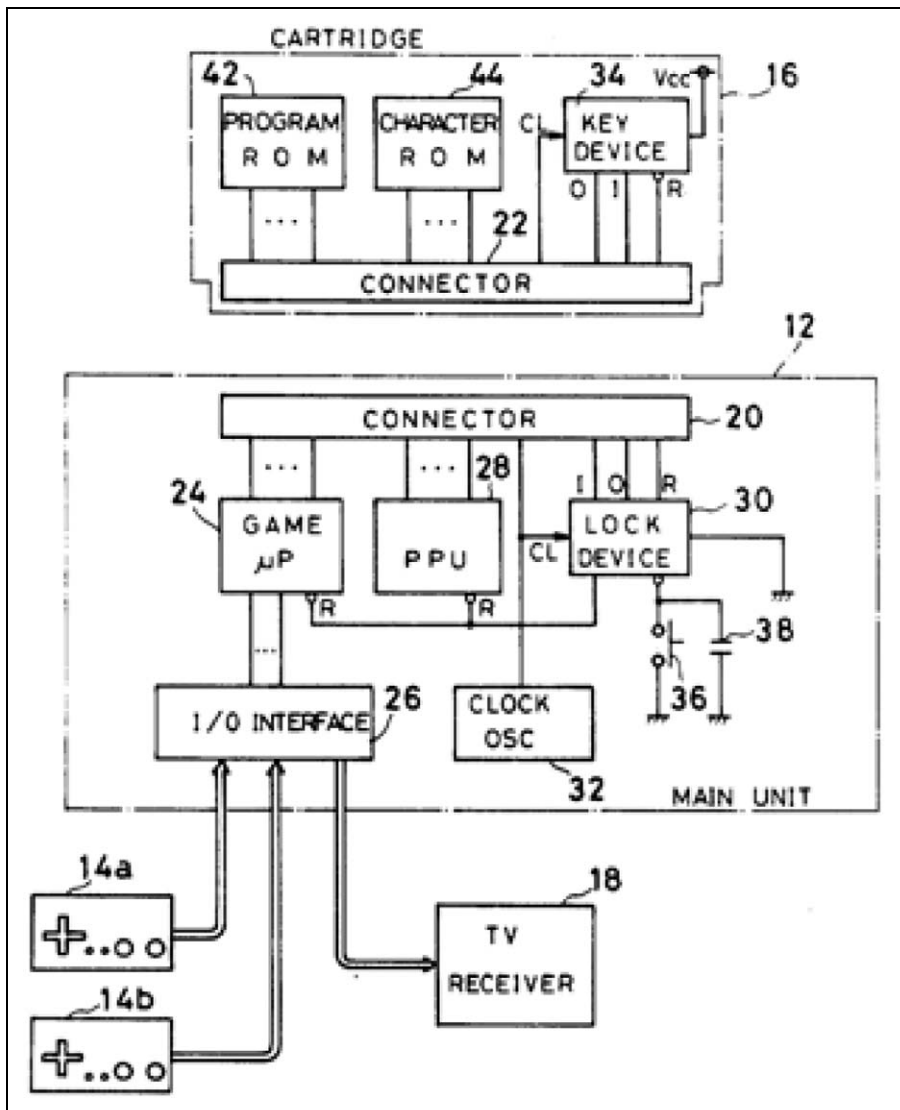 CARTRIDGE
42
44
34
Vcc
16
PROGRAM
ROM
CHARACTER
ROM
CL
KEY
DEVICE
O I R
22
CONNECTOR
12
CONNECTOR
20
24
28
I O R
30
GAME
μP
PPU
CL
LOCK
DEVICE
R
R
38
36
I/O INTERFACE
26
CLOCK
OSC
32
MAIN UNIT
14a
18
TV
RECEIVER
14b